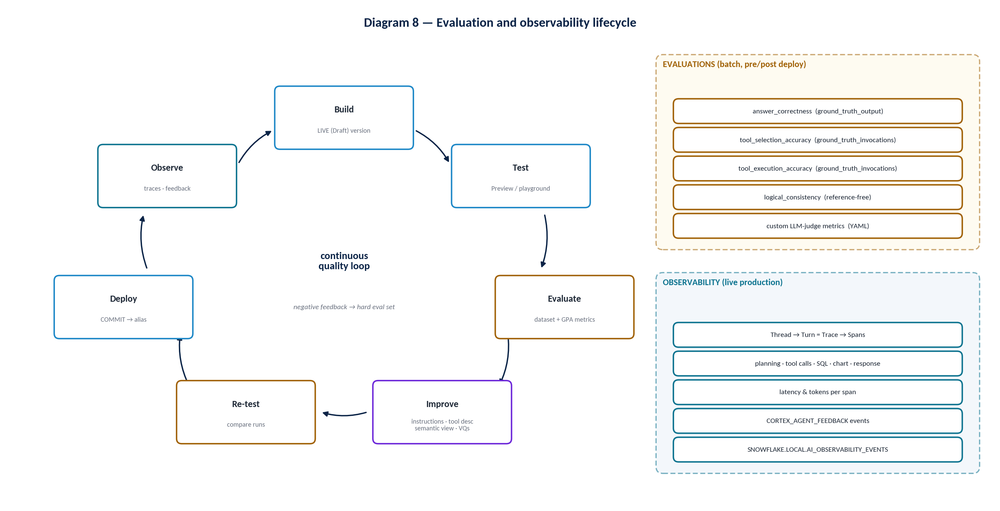 Diagram 8 — Evaluation and observability lifecycle
Build
LIVE (Draft) version
Test
Preview / playground
Evaluate
dataset + GPA metrics
Improve
instructions · tool desc
semantic view · VQs
Re-test
compare runs
Deploy
COMMIT → alias
Observe
traces · feedback
continuous
quality loop
negative feedback → hard eval set
EVALUATIONS (batch, pre/post deploy)
answer_correctness (ground_truth_output)
tool_selection_accuracy (ground_truth_invocations)
tool_execution_accuracy (ground_truth_invocations)
logical_consistency (reference-free)
custom LLM-judge metrics (YAML)
OBSERVABILITY (live production)
Thread → Turn = Trace → Spans
planning · tool calls · SQL · chart · response
latency & tokens per span
CORTEX_AGENT_FEEDBACK events
SNOWFLAKE.LOCAL.AI_OBSERVABILITY_EVENTS